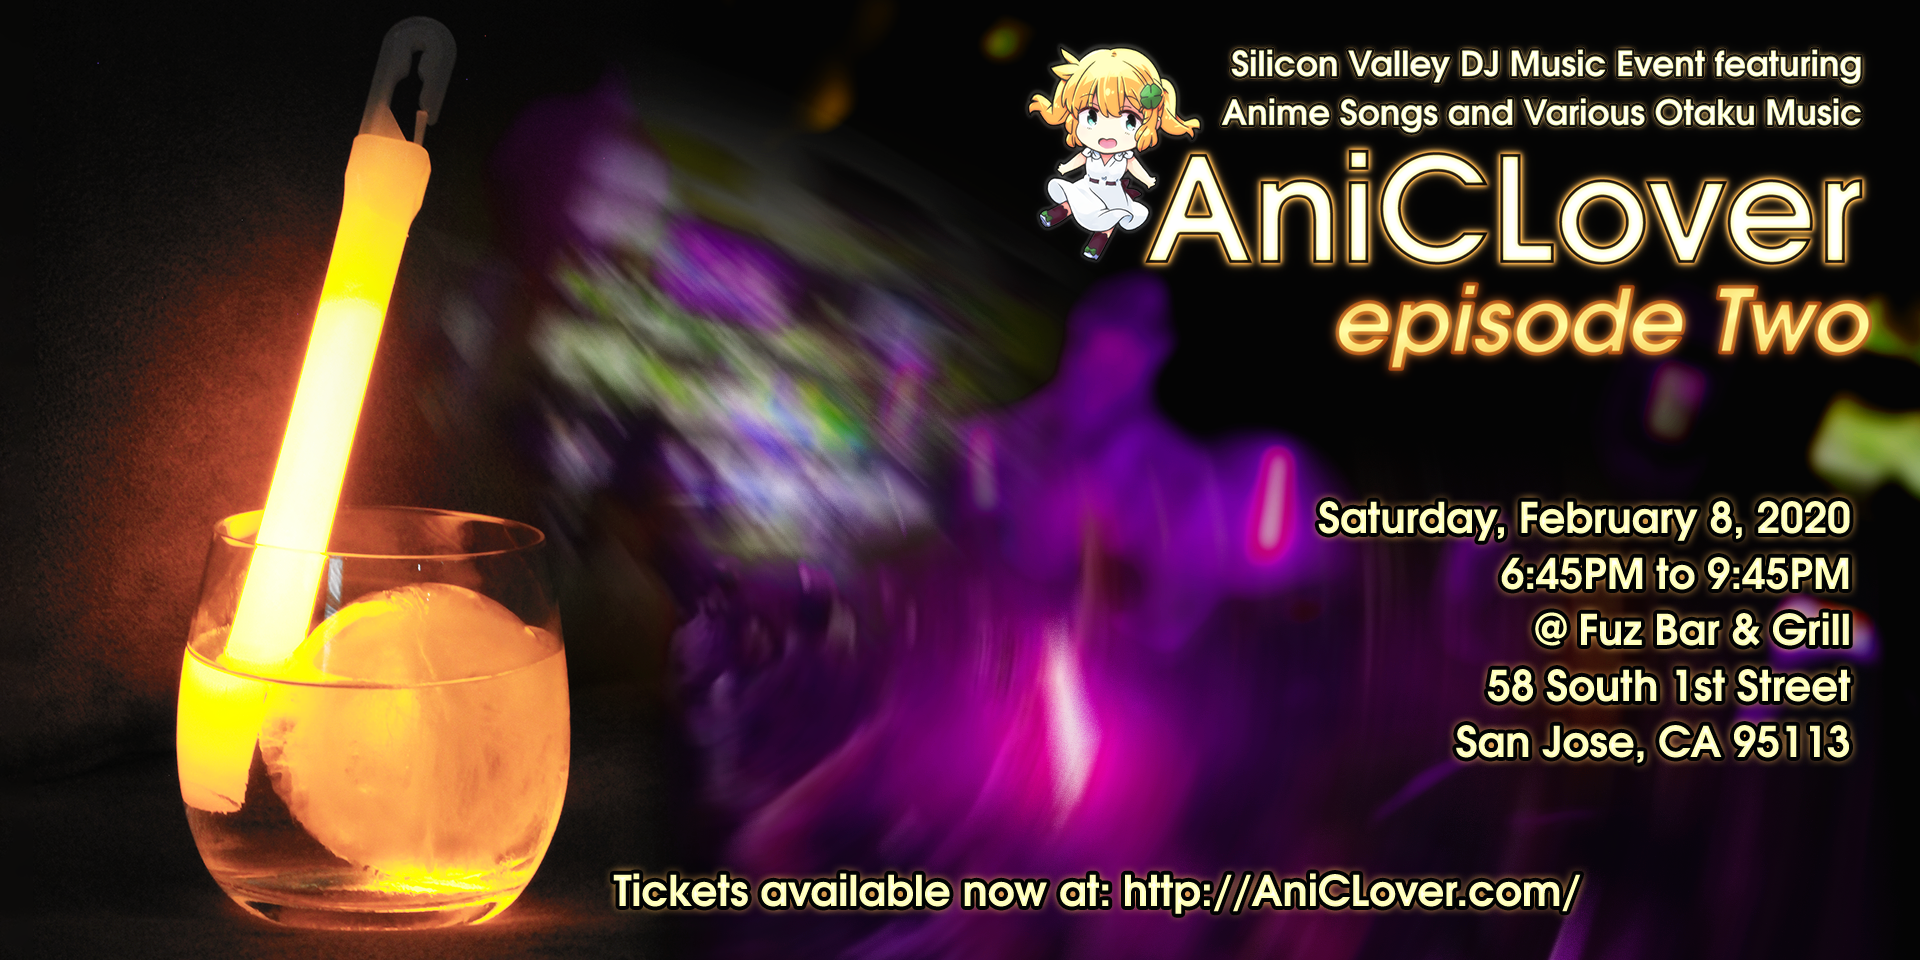 Silicon Valley DJ Music Event featuring
Anime Songs and Various Otaku Music
AniCLover
episode Two
Saturday, February 8, 2020
6:45PM to 9:45PM
@ Fuz Bar & Grill
58 South 1st Street
San Jose, CA 95113
Tickets available now at: http://AniCLover.com/